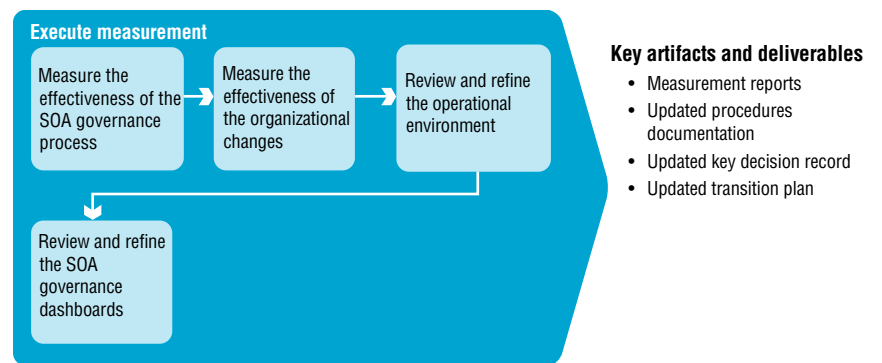 Execute measurement
Measure the
effectiveness of the
SOA governance
process
Measure the
effectiveness of
the organizational
changes
Review and refine
the operational
environment
Review and refine
the SOA
governance
dashboards
Key artifacts and deliverables
• Measurement reports
• Updated procedures
documentation
• Updated key decision record
• Updated transition plan